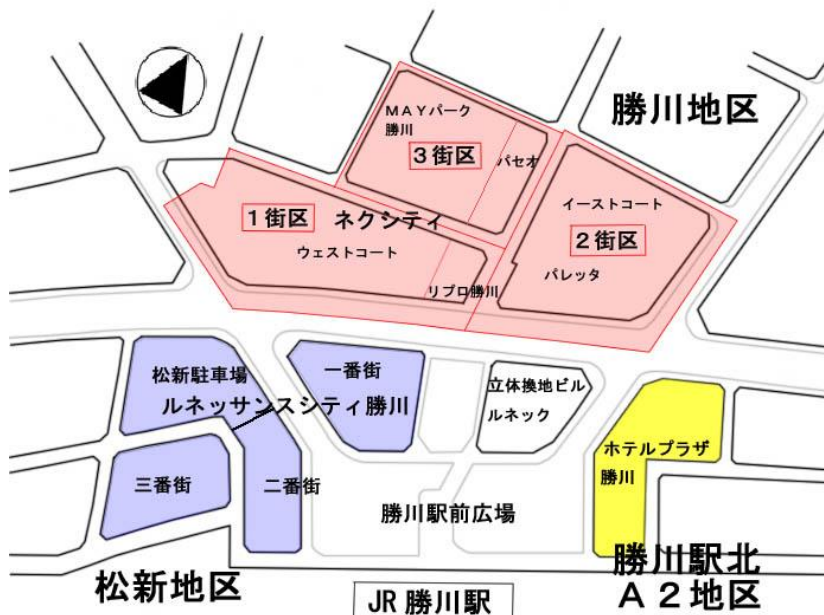 勝川地区
MAYパーク
勝川
3街区
パセオ
1街区
ネクシティ
ウェストコート
リプロ勝川
イーストコート
2街区
パレッタ
松新駐車場
一番街
ルネッサンスシティ勝川
三番街
二番街
立体換地ビル
ルネック
ホテルプラザ
勝川
勝川駅前広場
松新地区
JR勝川駅
勝川駅北
A2地区